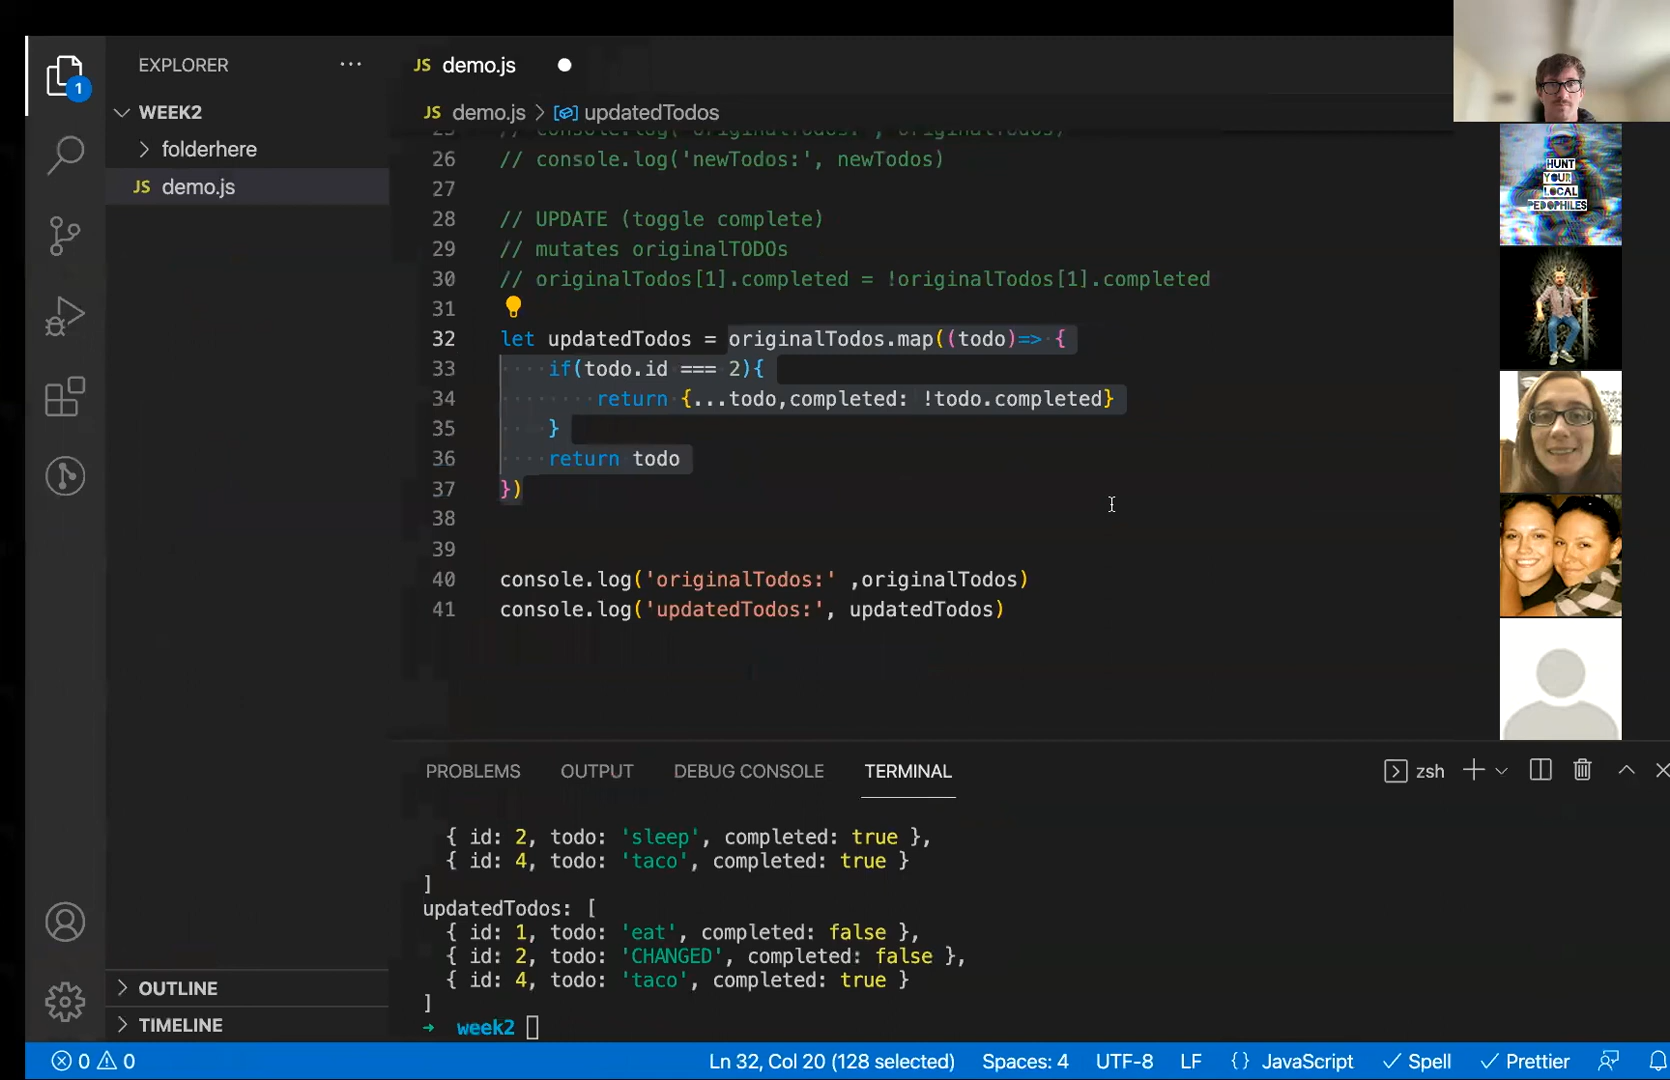 EXPLORER
WEEK2
folderhere
JS demo.js
1
JS demo.js
JS demo.js > updatedTodos
25 // console.log('originalTodos:', originalTodos)
26 // console.log('newTodos:', newTodos)
27
28 // UPDATE (toggle complete)
29 // mutates originalTODOs
30 // originalTodos[1].completed = !originalTodos[1].completed
31
32 let updatedTodos = originalTodos.map((todo)=> {
33 if(todo.id === 2){
34 return {...todo,completed: !todo.completed}
35 }
36 return todo
37 })
38
39
40 console.log('originalTodos:' ,originalTodos)
41 console.log('updatedTodos:', updatedTodos)
HUNT
YOUR
LOCAL
PEDOPHILES
PROBLEMS OUTPUT DEBUG CONSOLE TERMINAL
zsh
{ id: 2, todo: 'sleep', completed: true },
{ id: 4, todo: 'taco', completed: true }
]
updatedTodos: [
{ id: 1, todo: 'eat', completed: false },
{ id: 2, todo: 'CHANGED', completed: false },
{ id: 4, todo: 'taco', completed: true }
]
→ week2
OUTLINE
TIMELINE
0 0
Ln 32, Col 20 (128 selected) Spaces: 4 UTF-8 LF {} JavaScript ✓ Spell ✓ Prettier